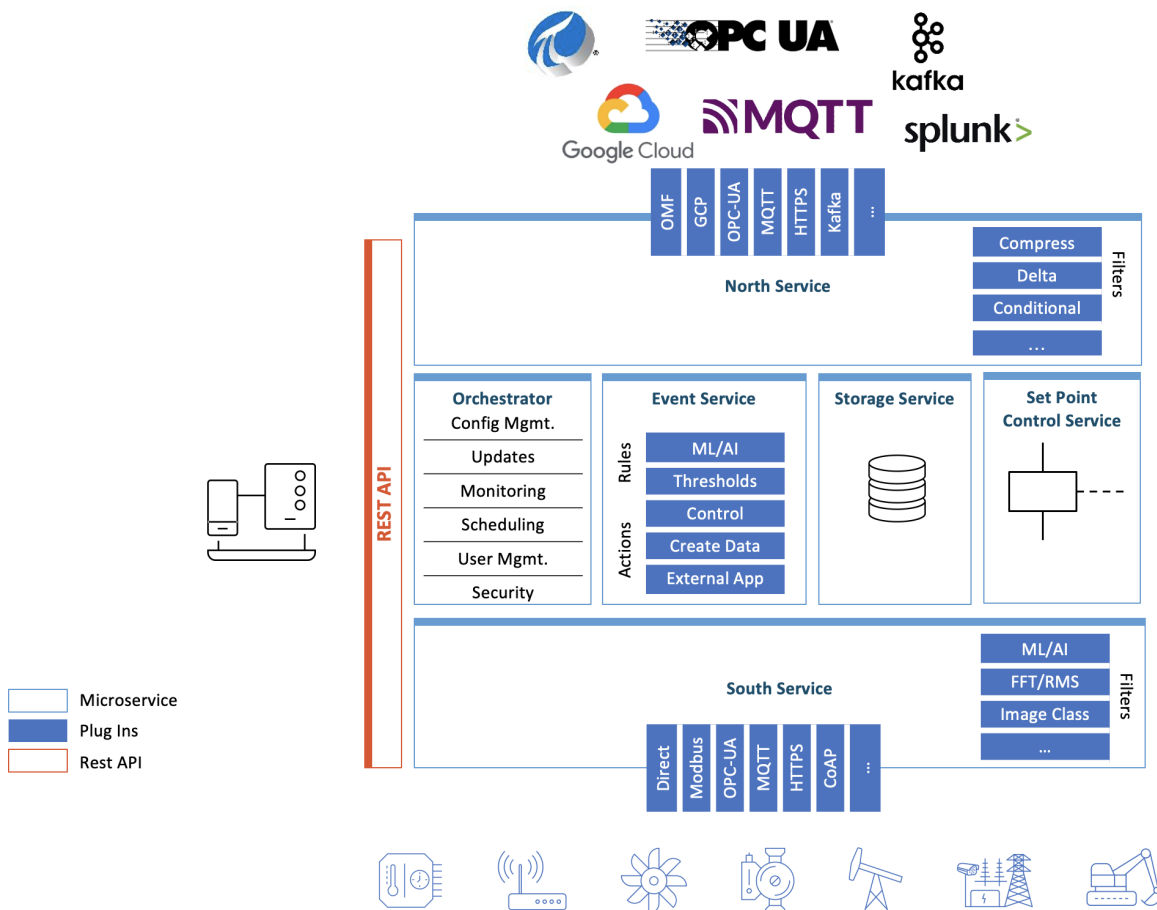 OPC UA
kafka
Google Cloud
MQTT
splunk>
OMF
GCP
OPC-UA
MQTT
HTTPS
Kafka
...
North Service
Compress
Delta
Conditional
...
Filters
REST API
Orchestrator
Config Mgmt.
Updates
Monitoring
Scheduling
User Mgmt.
Security
Event Service
Rules
ML/AI
Thresholds
Actions
Control
Create Data
External App
Storage Service
Set Point
Control Service
South Service
ML/AI
FFT/RMS
Image Class
...
Filters
Direct
Modbus
OPC-UA
MQTT
HTTPS
CoAP
...
Microservice
Plug Ins
Rest API